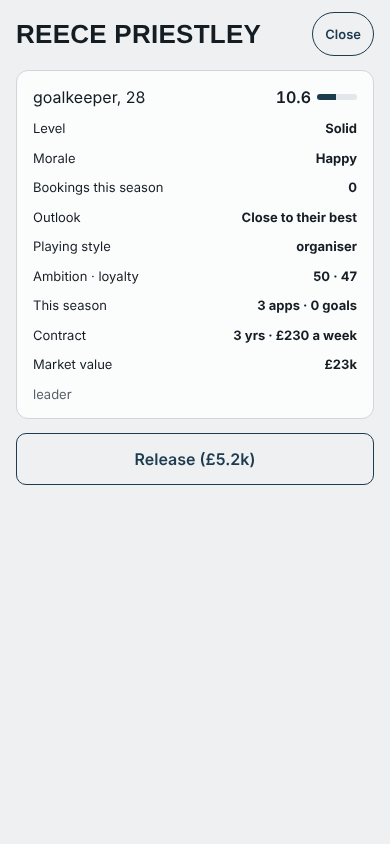 REECE PRIESTLEY
Close
goalkeeper, 28 10.6
Level Solid
Morale Happy
Bookings this season 0
Outlook Close to their best
Playing style organiser
Ambition · loyalty 50 · 47
This season 3 apps · 0 goals
Contract 3 yrs · £230 a week
Market value £23k
leader
Release (£5.2k)